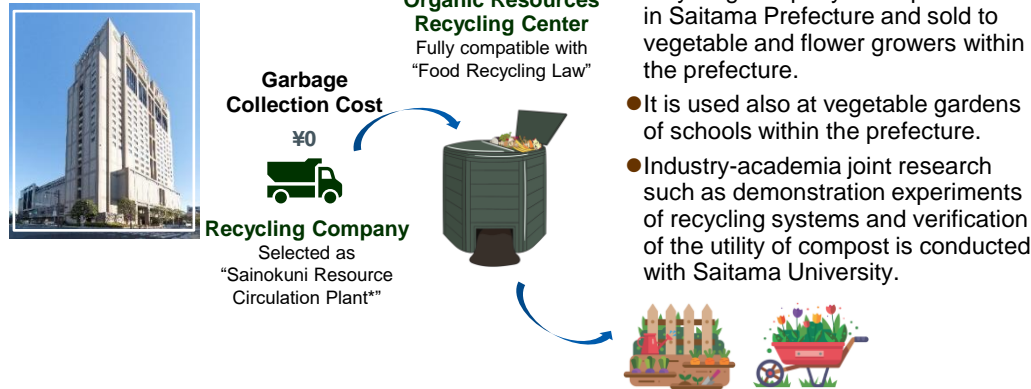 Organic Resources
Recycling Center
Fully compatible with
“Food Recycling Law”
Garbage
Collection Cost
¥0
Recycling Company
Selected as
“Sainokuni Resource
Circulation Plant*”
in Saitama Prefecture and sold to
vegetable and flower growers within
the prefecture.
●It is used also at vegetable gardens
of schools within the prefecture.
●Industry-academia joint research
such as demonstration experiments
of recycling systems and verification
of the utility of compost is conducted
with Saitama University.